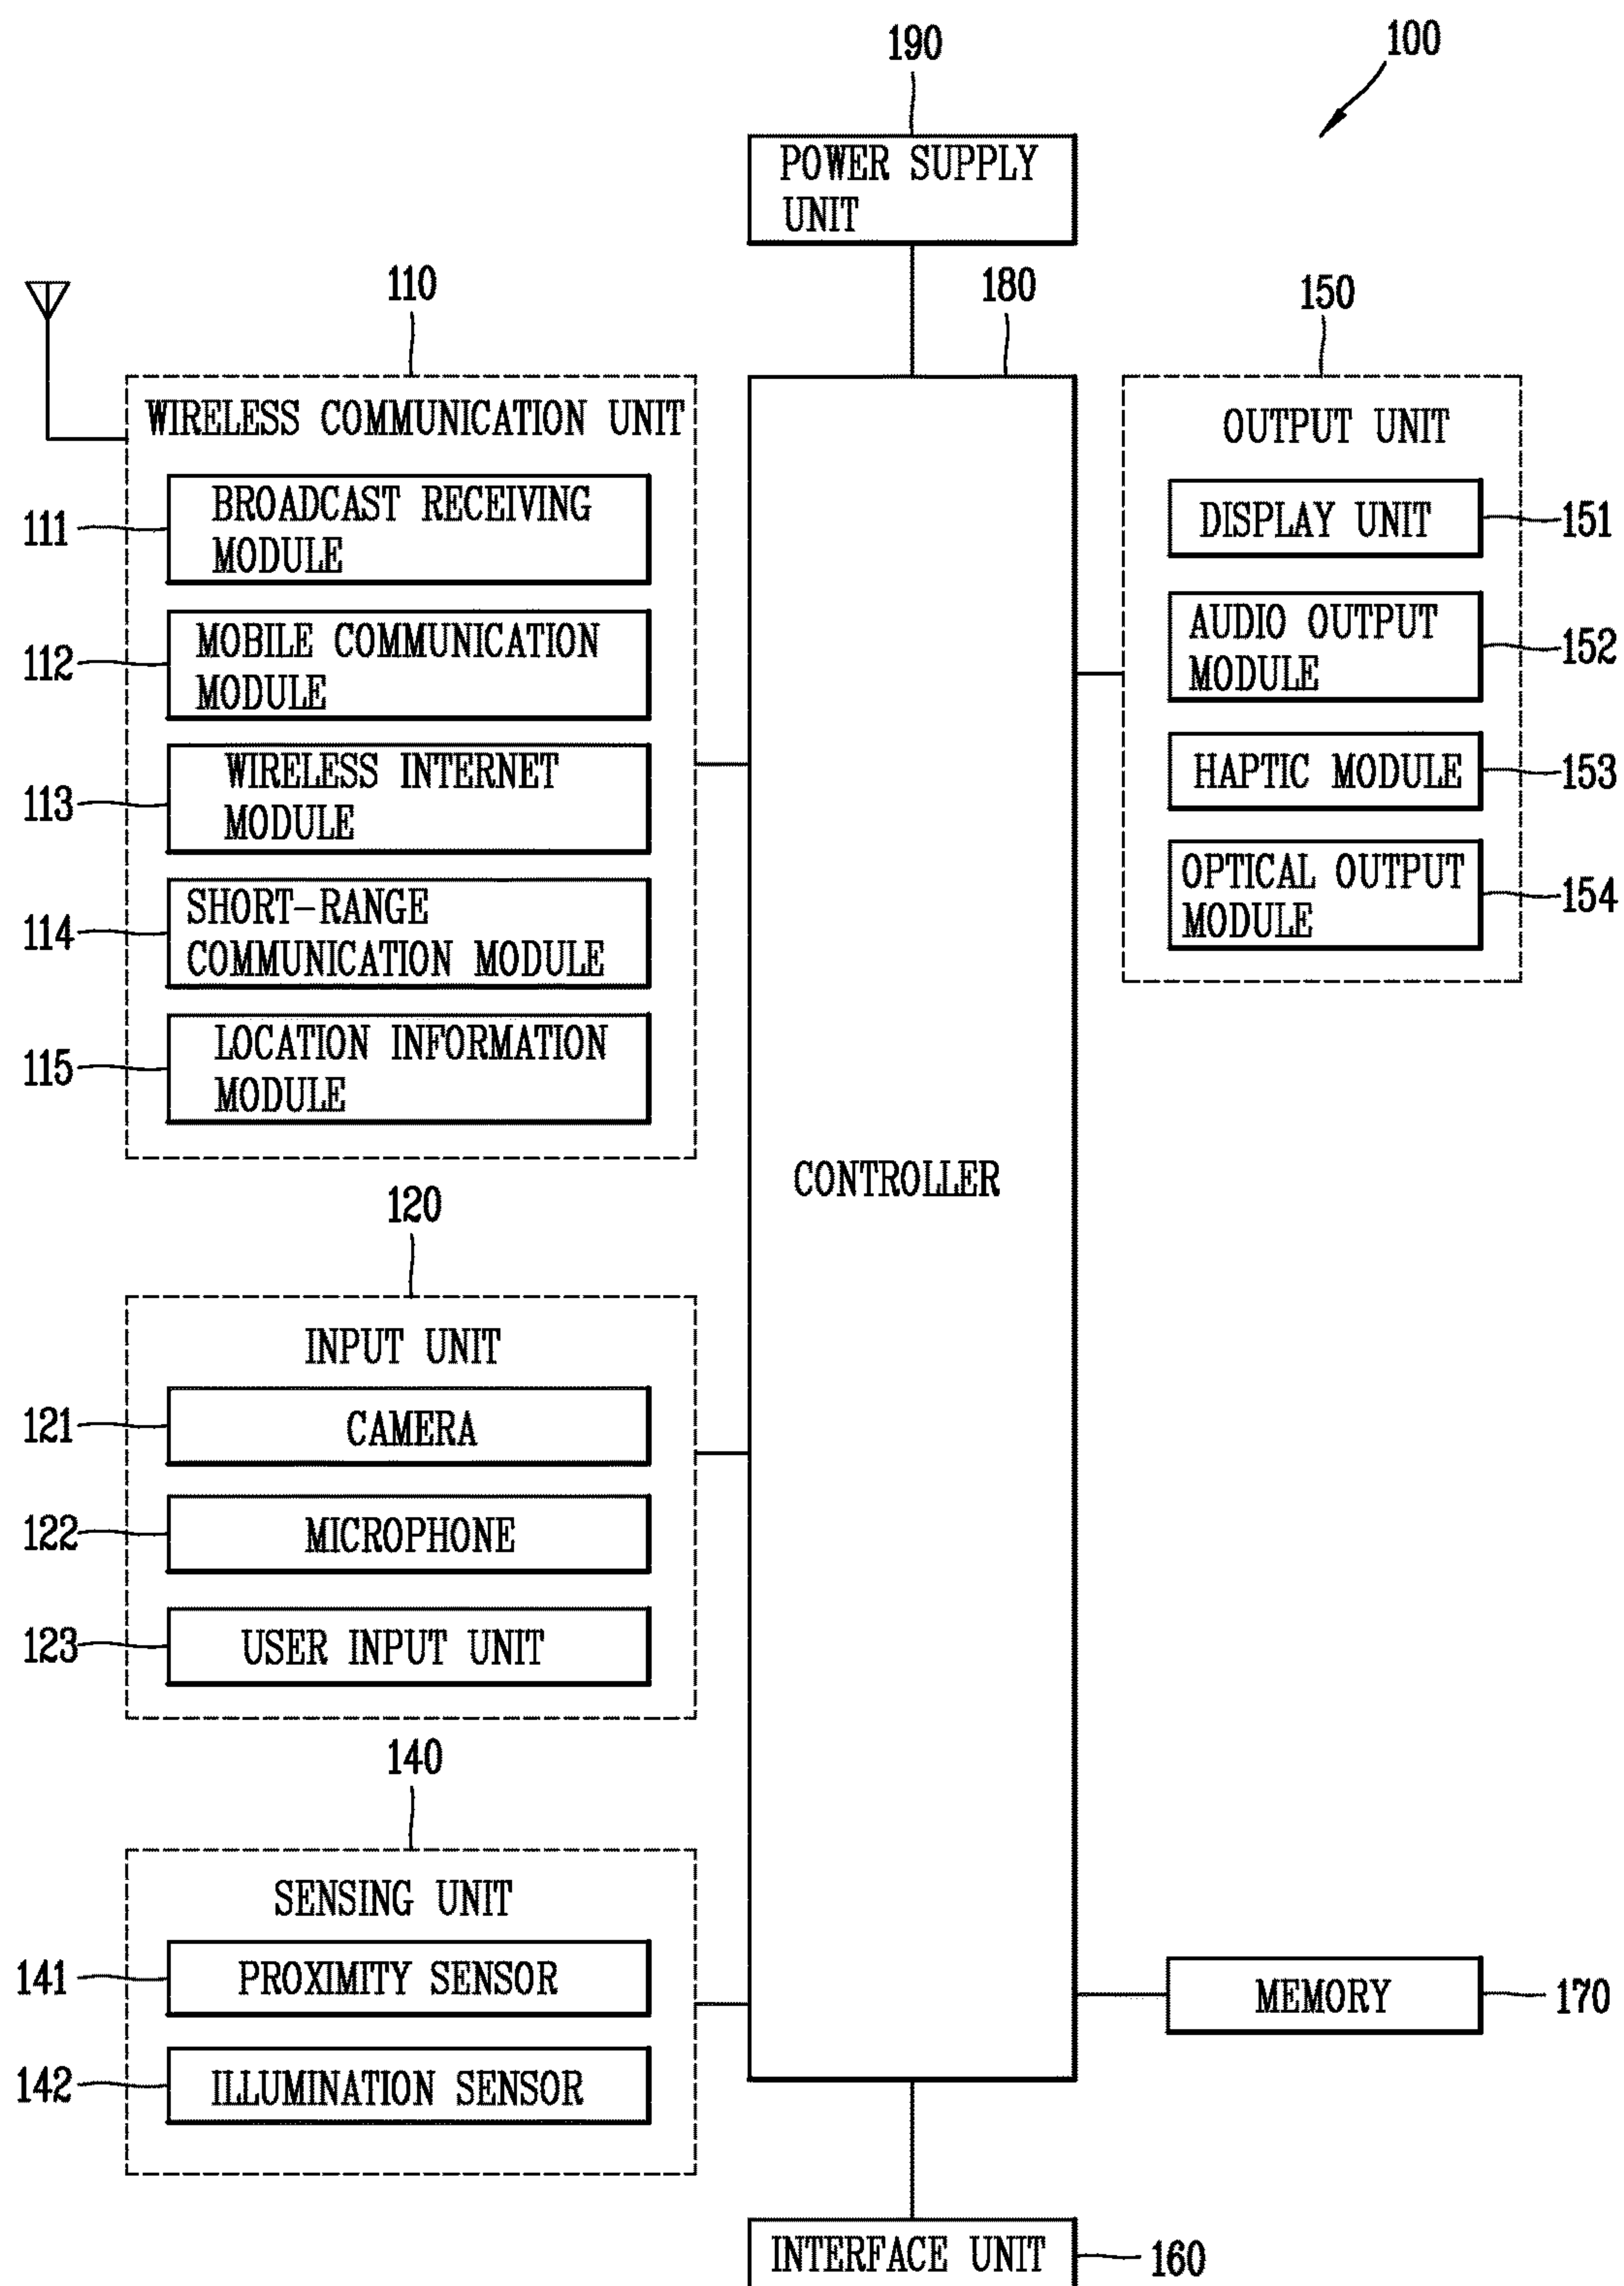 190
100
POWER SUPPLY
UNIT
110
180
150
WIRELESS COMMUNICATION UNIT
111
BROADCAST RECEIVING
MODULE
112
MOBILE COMMUNICATION
MODULE
113
WIRELESS INTERNET
MODULE
114
SHORT-RANGE
COMMUNICATION MODULE
115
LOCATION INFORMATION
MODULE
OUTPUT UNIT
DISPLAY UNIT
151
AUDIO OUTPUT
MODULE
152
HAPTIC MODULE
153
OPTICAL OUTPUT
MODULE
154
CONTROLLER
120
INPUT UNIT
121
CAMERA
122
MICROPHONE
123
USER INPUT UNIT
140
SENSING UNIT
141
PROXIMITY SENSOR
142
ILLUMINATION SENSOR
MEMORY
170
INTERFACE UNIT
160